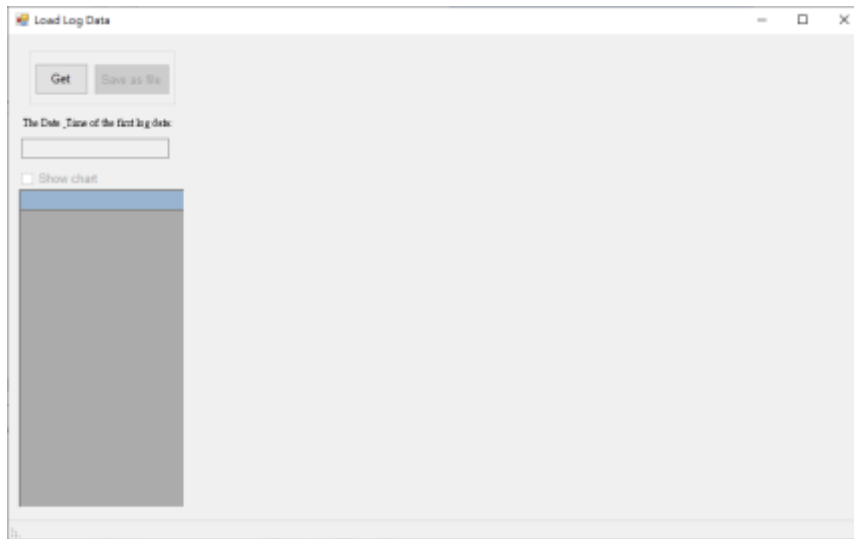 Load Log Data
Get Save as file
The Date_Time of the first log data:
Show chart